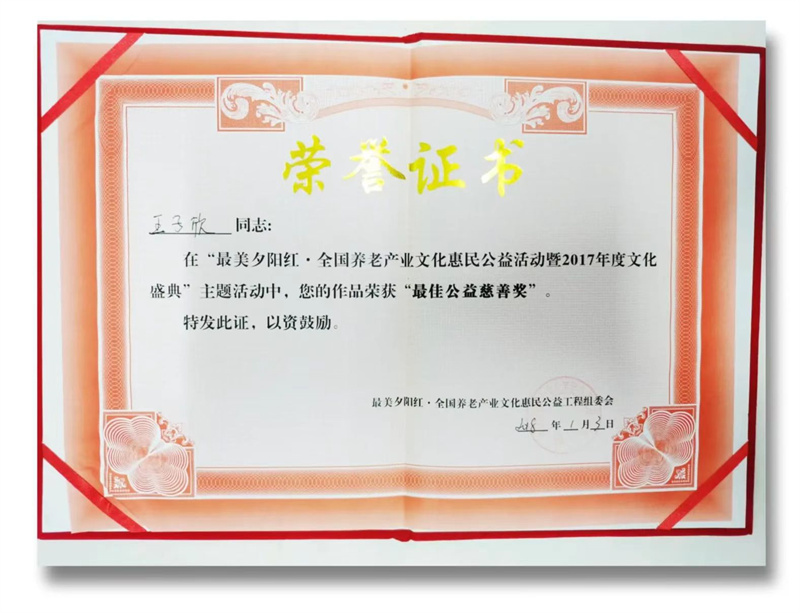 荣誉证书
王子欣 同志:
在“最美夕阳红·全国养老产业文化惠民公益活动暨2017年度文化
盛典”主题活动中，您的作品荣获“最佳公益慈善奖”。
特发此证，以资鼓励。
最美夕阳红·全国养老产业文化惠民公益工程组委会
2018 年 1 月 3 日